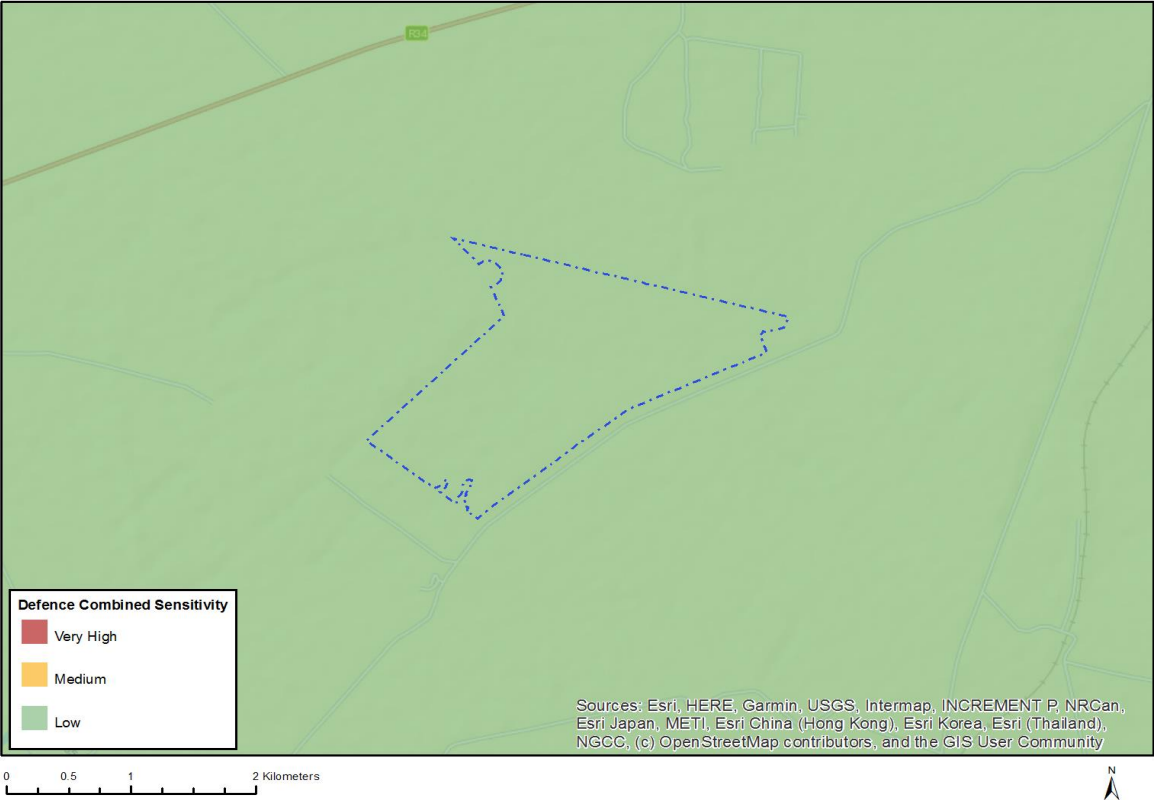 R34
Defence Combined Sensitivity
Very High
Medium
Low
Sources: Esri, HERE, Garmin, USGS, Intermap, INCREMENT P, NRCan,
Esri Japan, METI, Esri China (Hong Kong), Esri Korea, Esri (Thailand),
NGCC, (c) OpenStreetMap contributors, and the GIS User Community
0 0.5 1 2 Kilometers
N